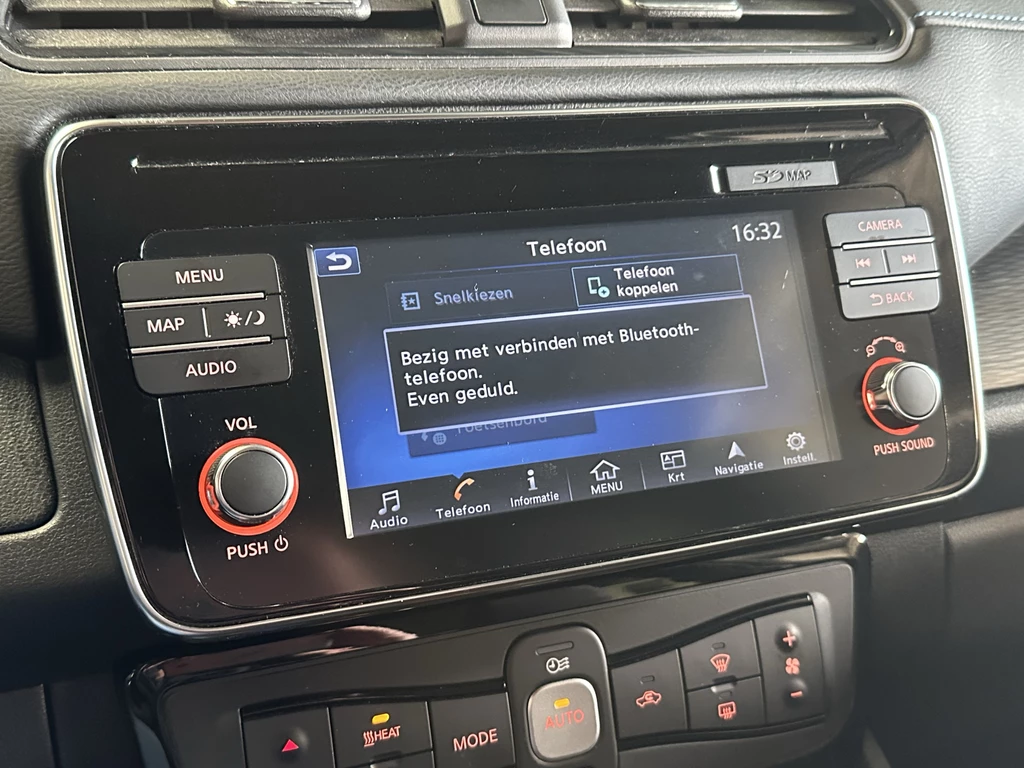 SD MAP
MENU
MAP
AUDIO
VOL
PUSH
Telefoon
16:32
Snelkiezen
Telefoon
koppelen
Bezig met verbinden met Bluetooth-
telefoon.
Even geduld.
Toetsenbord
Audio
Telefoon
Informatie
MENU
Krt
Navigatie
Instell.
CAMERA
BACK
PUSH SOUND
HEAT
MODE
AUTO
+
-